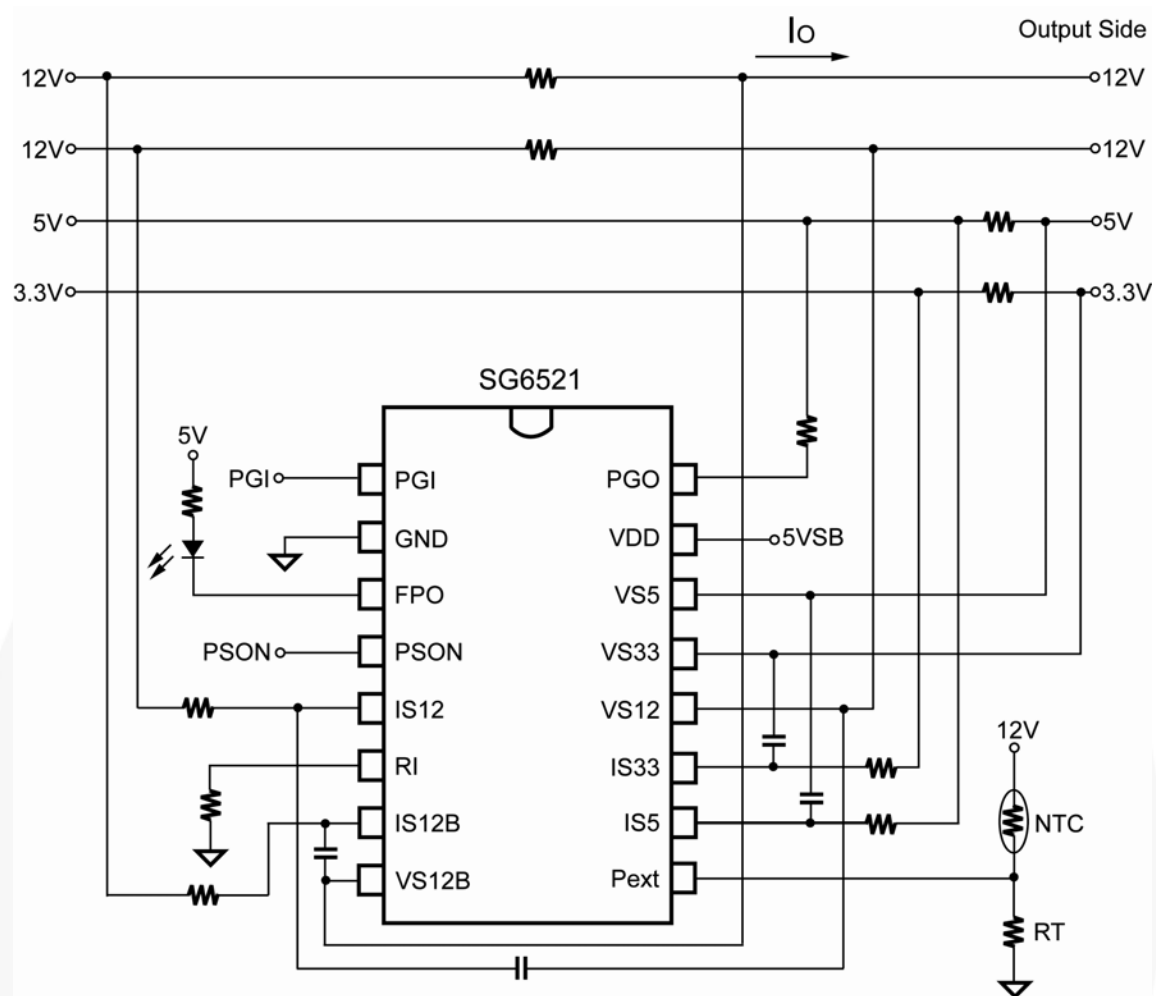 IO
Output Side
12V
12V
12V
12V
5V
5V
3.3V
3.3V
SG6521
5V
PGI
PGI
PGO
GND
VDD
5VSB
FPO
VS5
PSON
PSON
VS33
IS12
VS12
12V
RI
IS33
IS12B
IS5
NTC
VS12B
Pext
RT